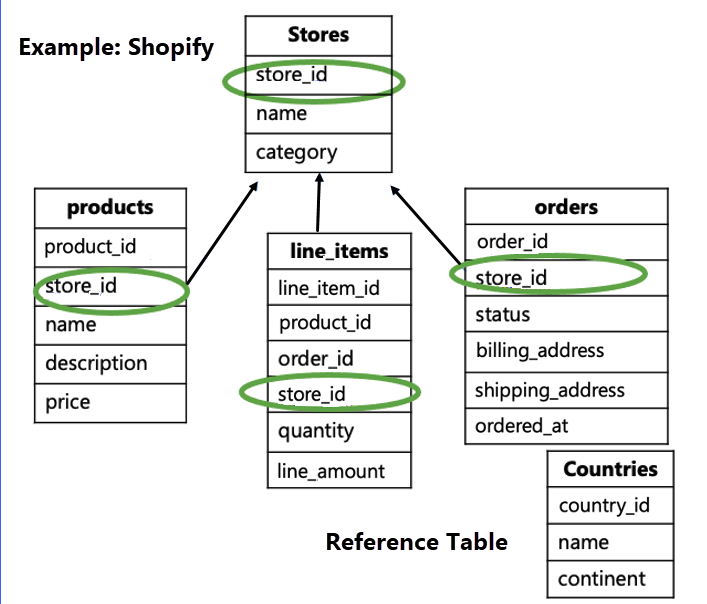 Example: Shopify
Stores
store_id
name
category
products
product_id
store_id
name
description
price
line_items
line_item_id
product_id
order_id
store_id
quantity
line_amount
orders
order_id
store_id
status
billing_address
shipping_address
ordered_at
Reference Table
Countries
country_id
name
continent